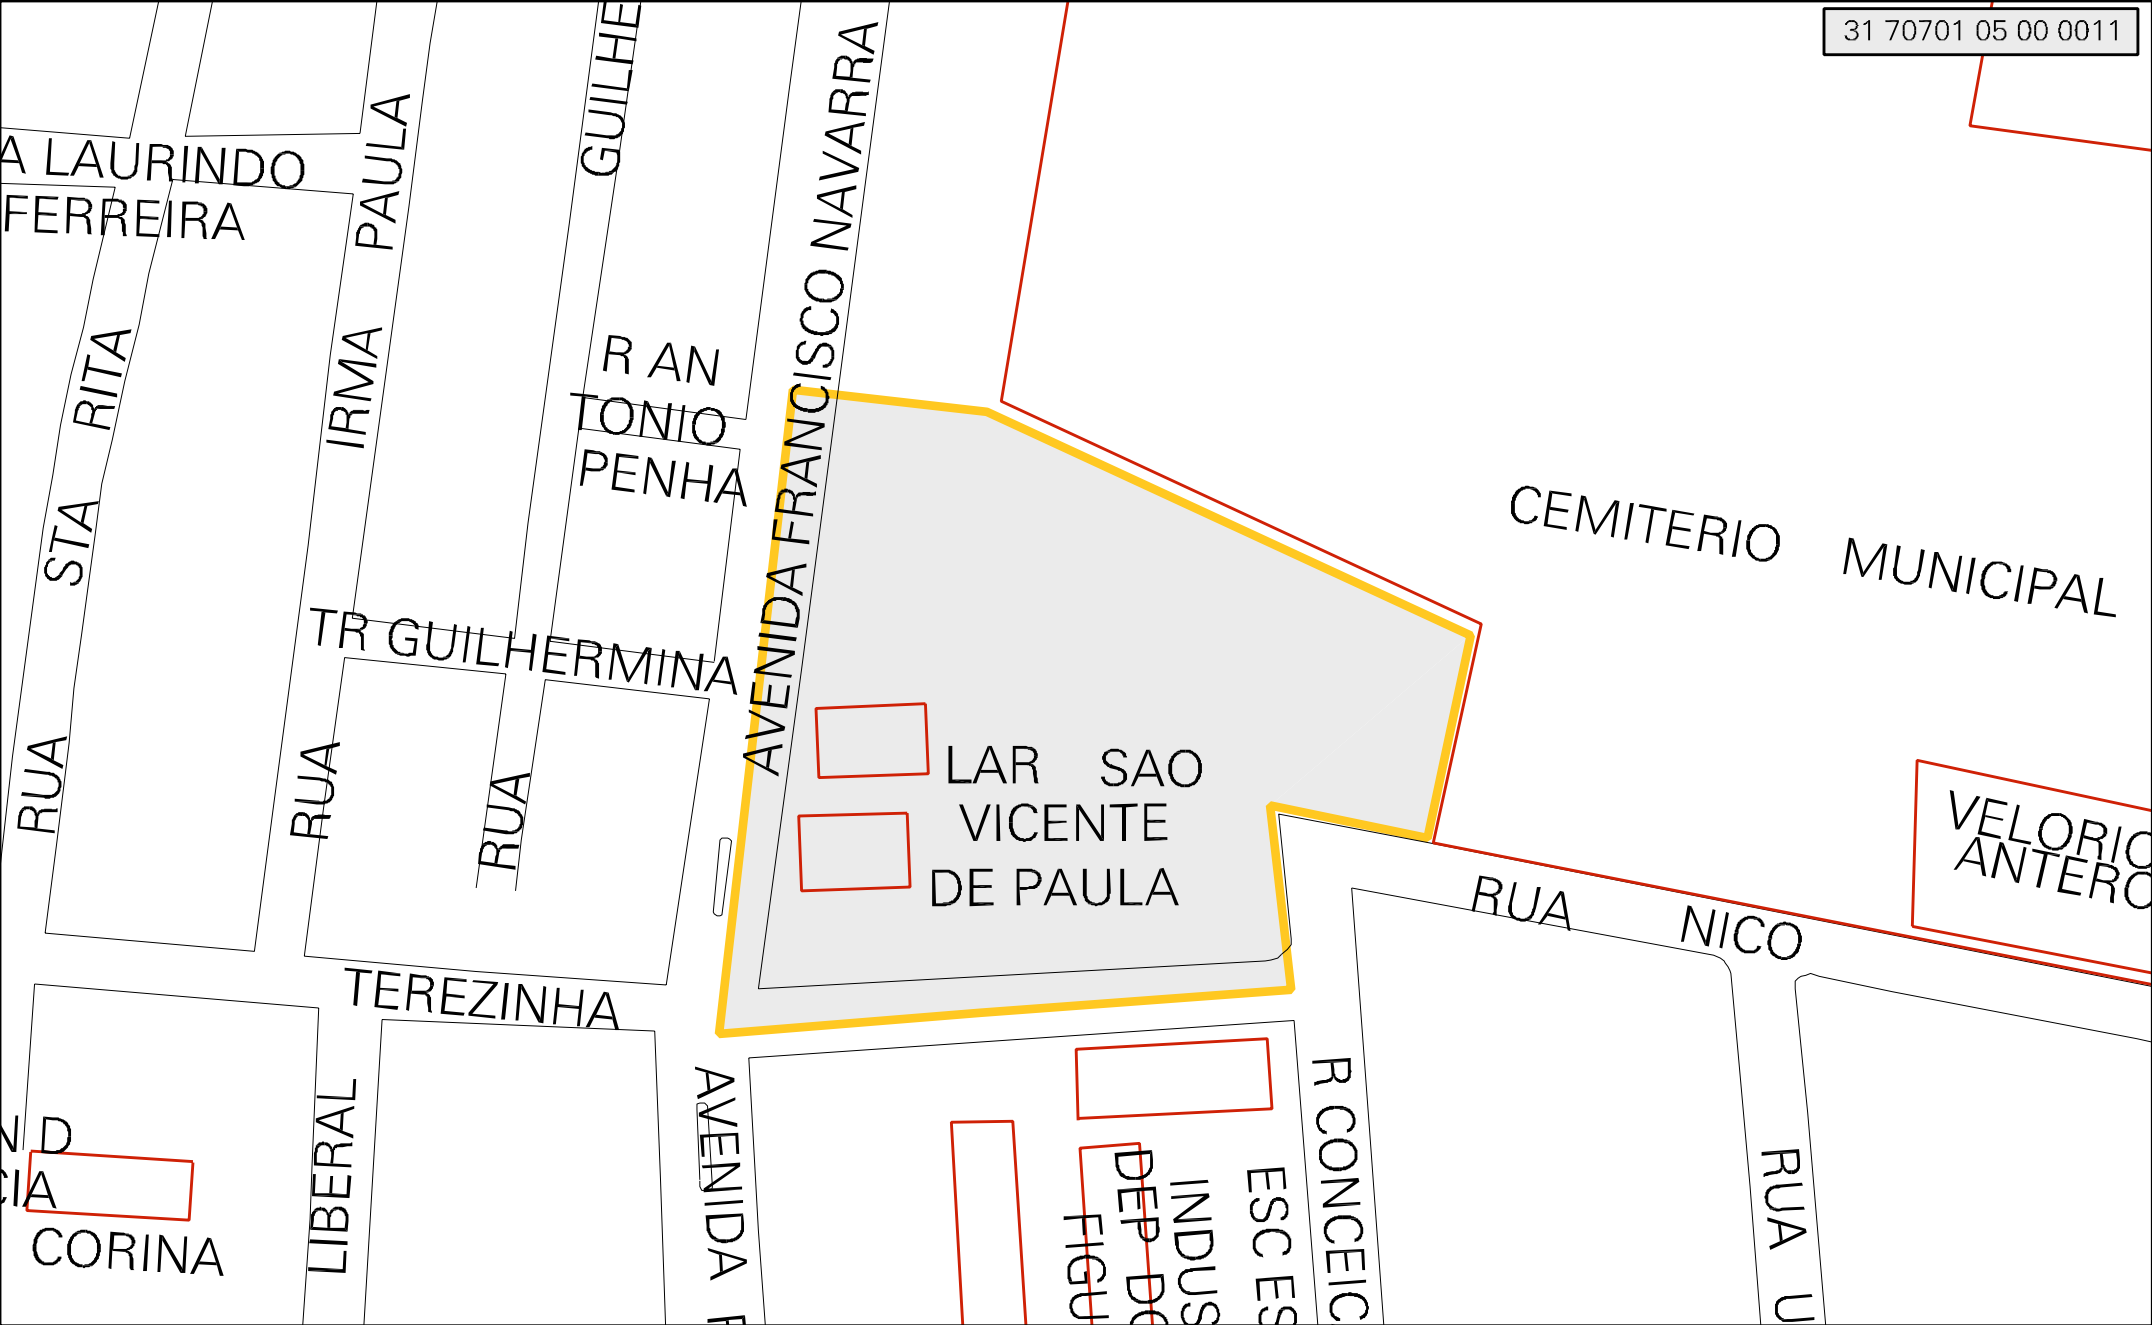 31 70701 05 00 0011
A LAURINDO
FERREIRA
PAULA
IRMA
RUA
GUILHE
AVENIDA FRANCISCO NAVARRA
RITA
STA
RUA
R AN
TONIO
PENHA
TR GUILHERMINA
RUA
CEMITERIO MUNICIPAL
LAR SAO
VICENTE
DE PAULA
VELORIO
ANTERO
RUA NICO
TEREZINHA
AVENIDA
LIBERAL
N D
CIA
CORINA
R CONCEIC
ESC ES
INDUS
DEP DO
FIGU
RUA U